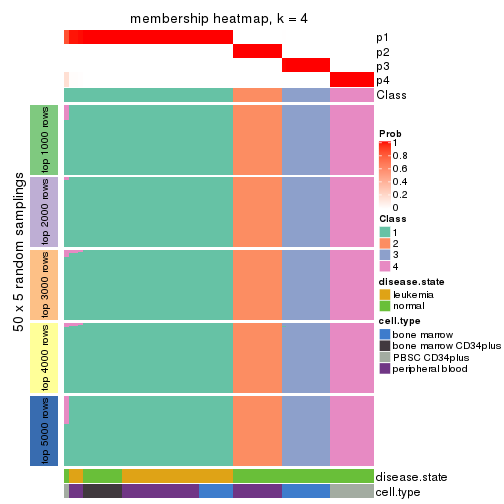 membership heatmap, k = 4
p1
p2
p3
p4
Class
50 x 5 random samplings
top 1000 rows
top 2000 rows
top 3000 rows
top 4000 rows
top 5000 rows
disease.state
cell.type
Prob
1
0.8
0.6
0.4
0.2
0
Class
1
2
3
4
disease.state
leukemia
normal
cell.type
bone marrow
bone marrow CD34plus
PBSC CD34plus
peripheral blood